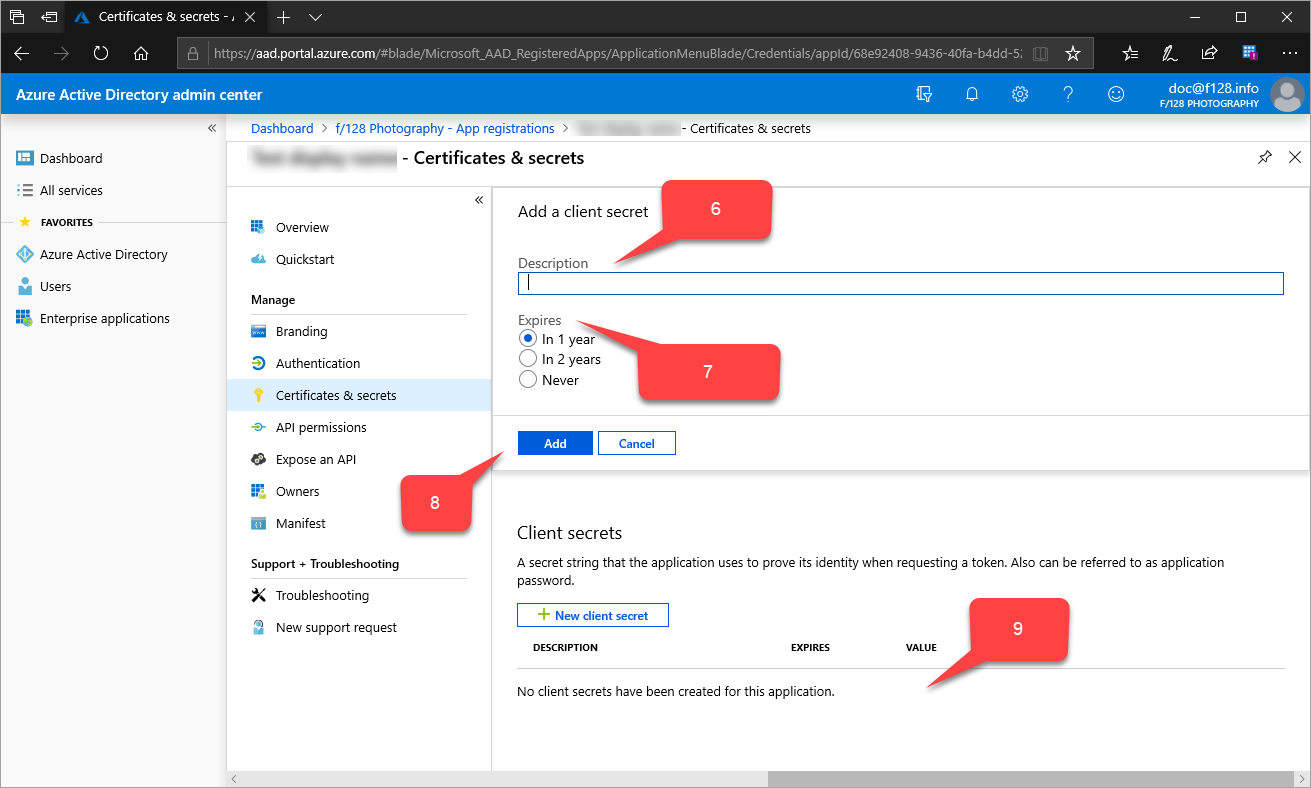 Certificates & secrets - A
https://aad.portal.azure.com/#blade/Microsoft_AAD_RegisteredApps/ApplicationMenuBlade/Credentials/appId/68e92408-9436-40fa-b4dd-5
Azure Active Directory admin center
doc@f128.info
F/128 PHOTOGRAPHY
Dashboard > f/128 Photography - App registrations > - Certificates & secrets
- Certificates & secrets
Dashboard
All services
FAVORITES
Azure Active Directory
Users
Enterprise applications
Overview
Quickstart
Manage
Branding
Authentication
Certificates & secrets
API permissions
Expose an API
Owners
Manifest
Support + Troubleshooting
Troubleshooting
New support request
Add a client secret
6
Description
Expires
In 1 year
In 2 years
Never
7
Add
Cancel
8
Client secrets
A secret string that the application uses to prove its identity when requesting a token. Also can be referred to as application
password.
New client secret
9
DESCRIPTION EXPIRES VALUE
No client secrets have been created for this application.